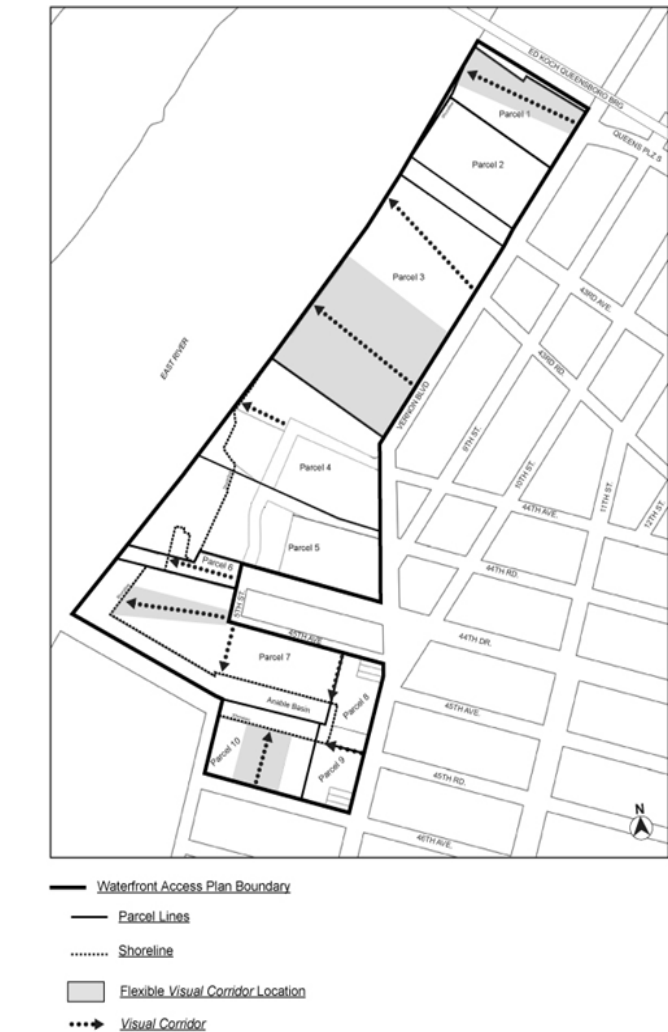 ED KOCH QUEENSBORO BRG
QUEENS PLZ S
Parcel 1
Parcel 2
Parcel 3
43RD AVE.
43RD RD.
EAST RIVER
VERNON BLVD
9TH ST.
10TH ST.
11TH ST.
12TH ST.
Parcel 4
44TH AVE.
Parcel 5
Parcel 6
44TH RD.
5TH ST.
45TH AVE
44TH DR.
Parcel 7
Parcel 8
Anable Basin
45TH AVE.
Parcel 10
Parcel 9
45TH RD.
46TH AVE.
N
Waterfront Access Plan Boundary
Parcel Lines
Shoreline
Flexible Visual Corridor Location
Visual Corridor